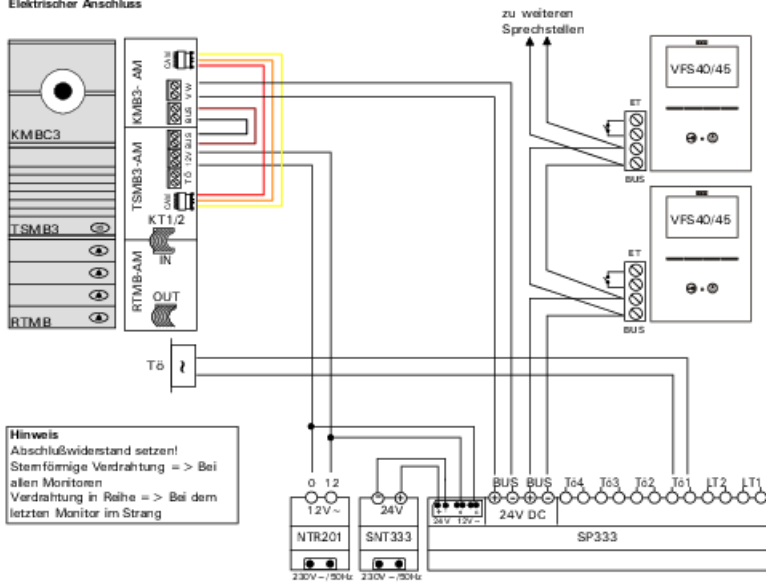 Elektrischer Anschluss
zu weiteren
Sprechstellen
KMBC3
TSMB3
RTMB
KMB3- AM
CAM
VW
BUS
TSMB3-AM
BUS
12V
TÖ
CAM
KT1/2
RTMB-AM
IN
OUT
ET
BUS
VFS40/45
ET
BUS
VFS40/45
Tö
~
Hinweis
Abschlußwiderstand setzen!
Sternförmige Verdrahtung => Bei
allen Monitoren
Verdrahtung in Reihe => Bei dem
letzten Monitor im Strang
0 12
12V~
NTR201
230V~/50Hz
24V
SNT333
230V~/50Hz
24V 12V~
BUS BUS Tö4 Tö3 Tö2 Tö1 LT2 LT1
+ - + -
24V DC
SP333